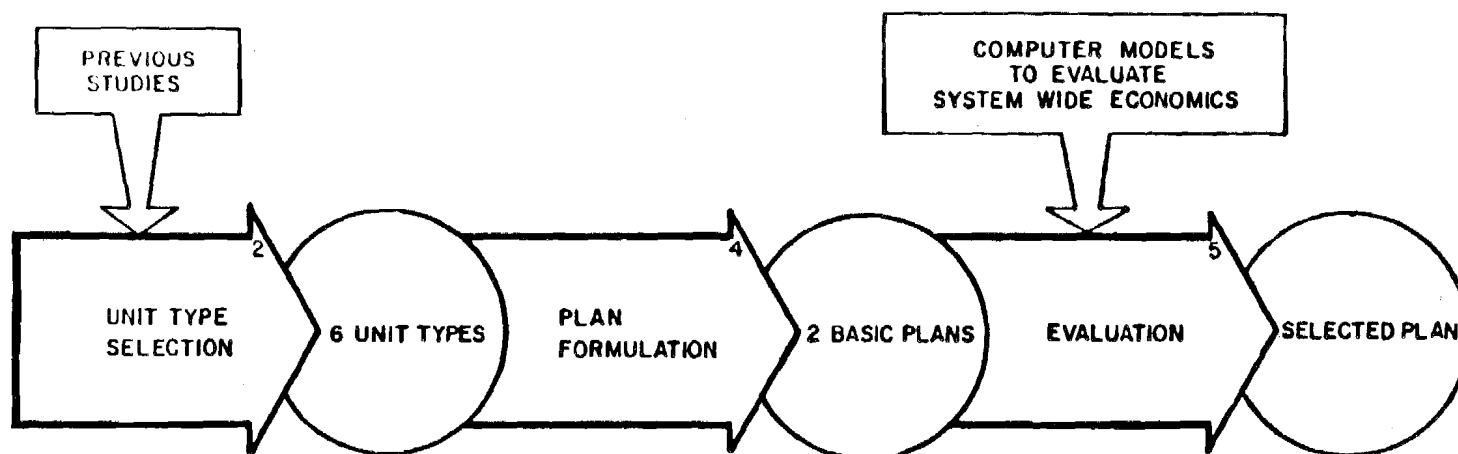 PREVIOUS
STUDIES
COMPUTER MODELS
TO EVALUATE
SYSTEM WIDE ECONOMICS
2
UNIT TYPE
SELECTION
6 UNIT TYPES
4
PLAN
FORMULATION
2 BASIC PLANS
5
EVALUATION
SELECTED PLAN